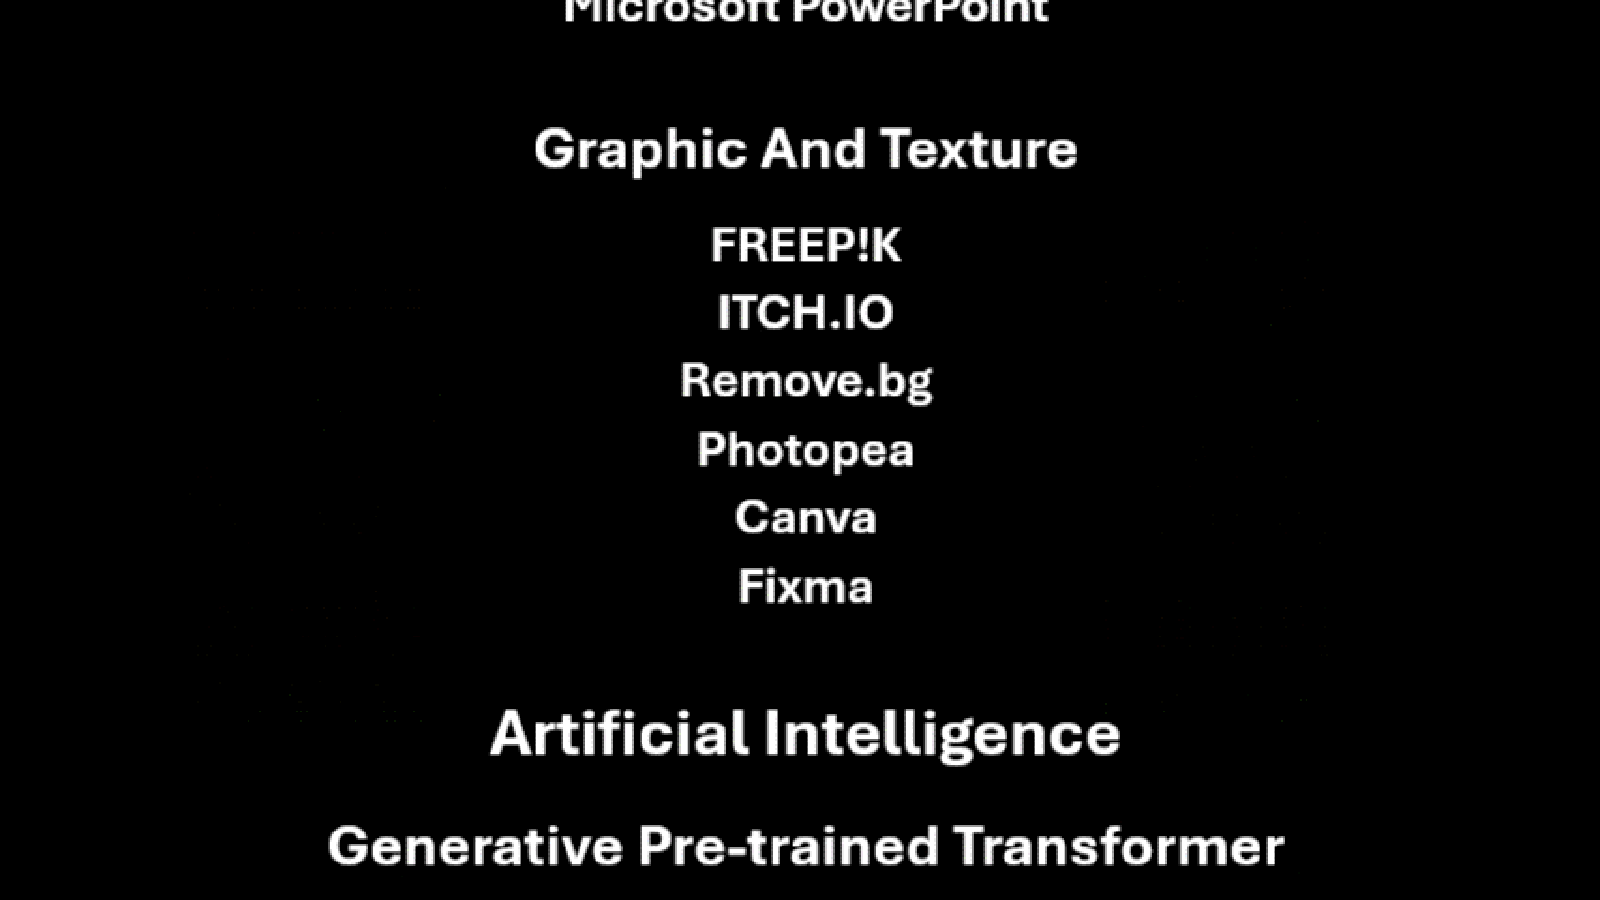 Microsoft PowerPoint
Graphic And Texture
FREEP!K
ITCH.IO
Remove.bg
Photopea
Canva
Fixma
Artificial Intelligence
Generative Pre-trained Transformer